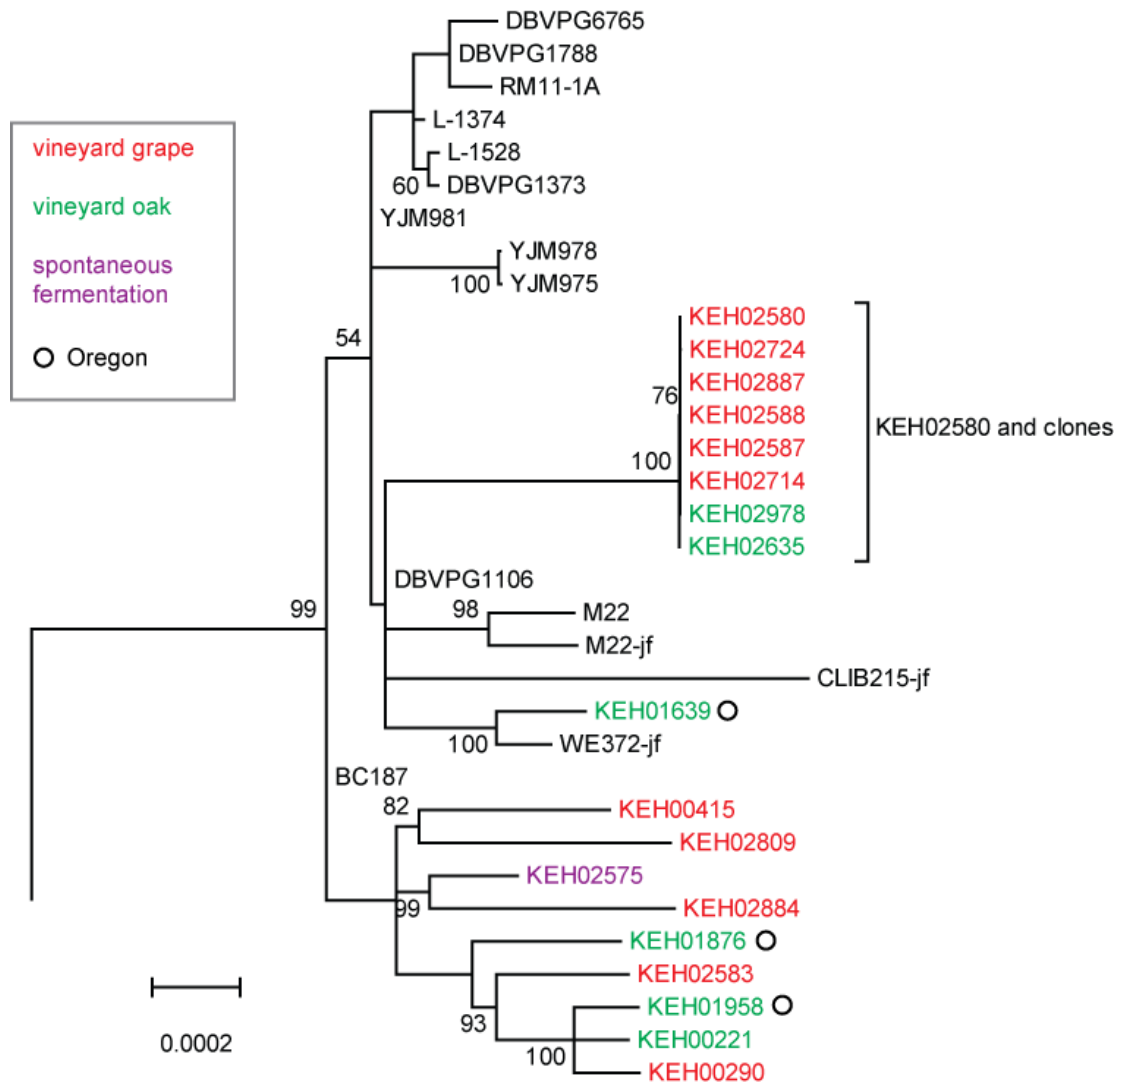 DBVPG6765
DBVPG1788
RM11-1A
L-1374
L-1528
60
DBVPG1373
YJM981
YJM978
100
YJM975
vineyard grape
vineyard oak
spontaneous
fermentation
Oregon
54
KEH02580
KEH02724
76
KEH02887
KEH02588
KEH02587
100
KEH02714
KEH02978
KEH02635
KEH02580 and clones
DBVPG1106
99
98
M22
M22-jf
CLIB215-jf
KEH01639
100
WE372-jf
BC187
82
KEH00415
KEH02809
KEH02575
99
KEH02884
KEH01876
KEH02583
93
KEH01958
KEH00221
100
KEH00290
0.0002